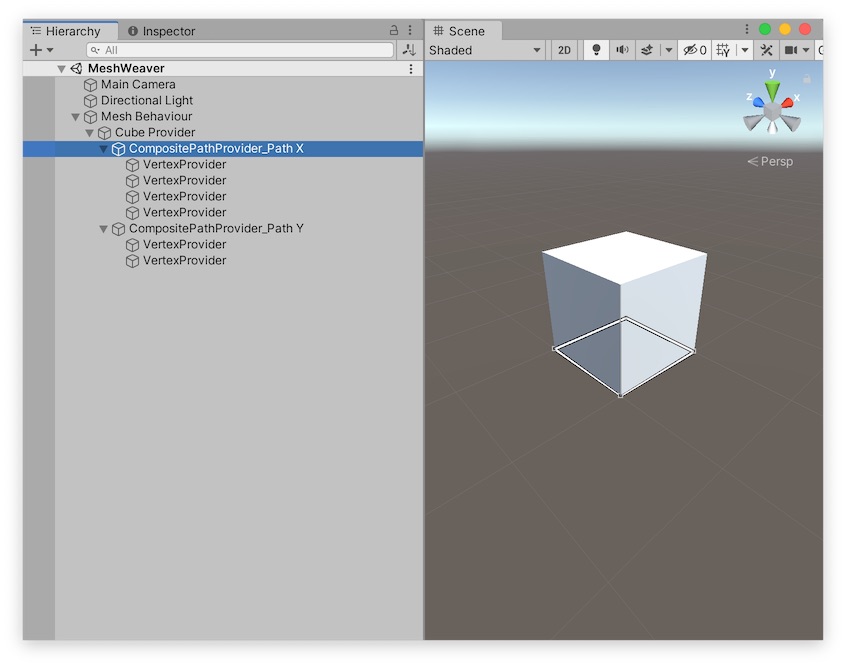 Hierarchy
Inspector
All
MeshWeaver
Main Camera
Directional Light
Mesh Behaviour
Cube Provider
CompositePathProvider_Path X
VertexProvider
VertexProvider
VertexProvider
VertexProvider
CompositePathProvider_Path Y
VertexProvider
VertexProvider
Scene
Shaded
2D
0
y
z
x
Persp